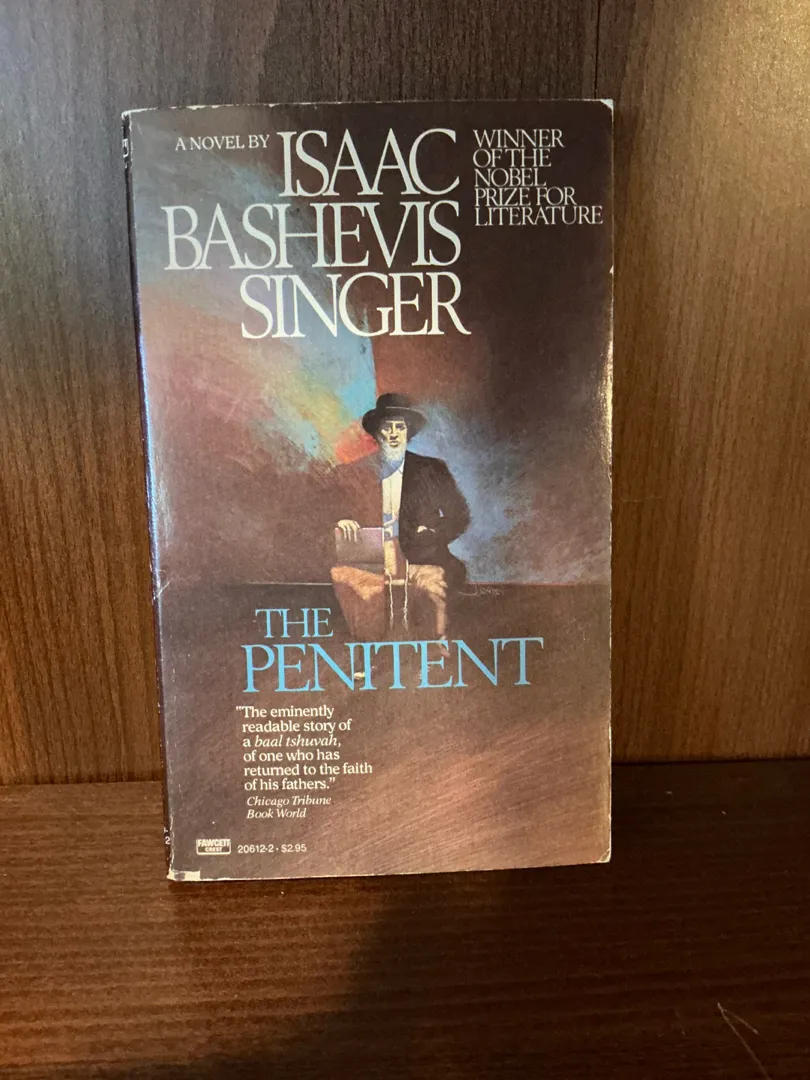 A NOVEL BY
ISAAC
BASHEVIS
SINGER
WINNER
OF THE
NOBEL
PRIZE FOR
LITERATURE
THE
PENITENT
"The eminently
readable story of
a baal tshuvah,
of one who has
returned to the faith
of his fathers."
Chicago Tribune
Book World
FAWCETT
CREST
20612-2 • $2.95